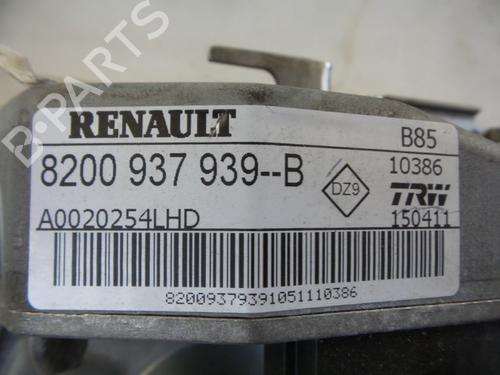 RENAULT
B85
8200 937 939--B
DZ9
10386
TRW
A0020254LHD
150411
82009379391051110386
B-PARTS